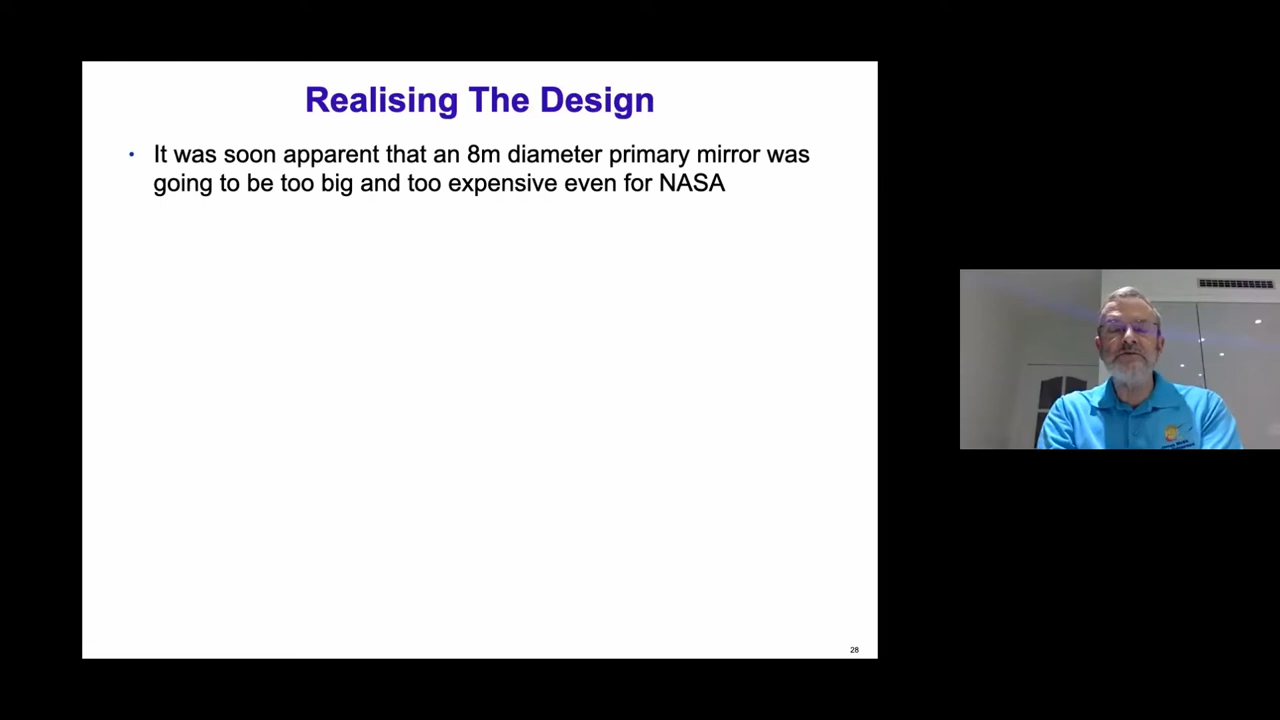 Realising The Design
• It was soon apparent that an 8m diameter primary mirror was
going to be too big and too expensive even for NASA
28